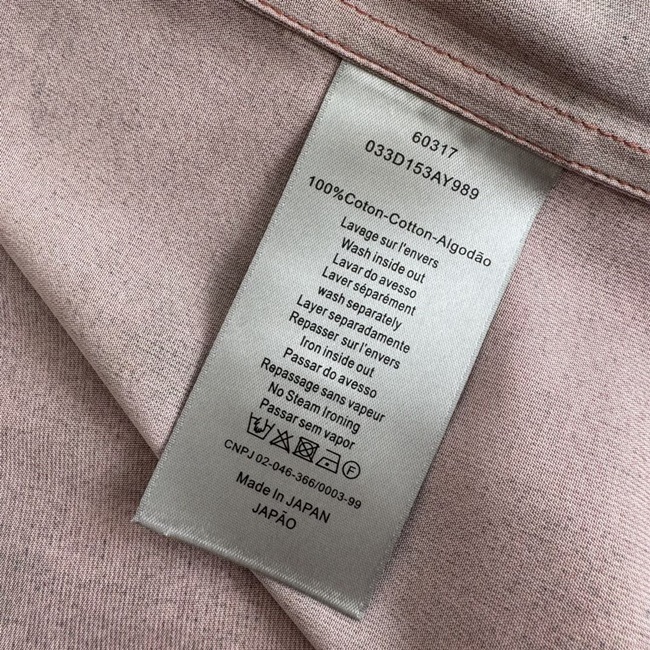 60317
033D153AY989
100%Coton-Cotton-Algodão
Lavage sur l'envers
Wash inside out
Lavar do avesso
Laver séparément
wash separately
Layer separadamente
Repasser sur l'envers
Iron inside out
Passar do avesso
Repassage sans vapeur
No Steam Ironing
Passar sem vapor
F
CNPJ 02-046-366/0003-99
Made In JAPAN
JAPÃO